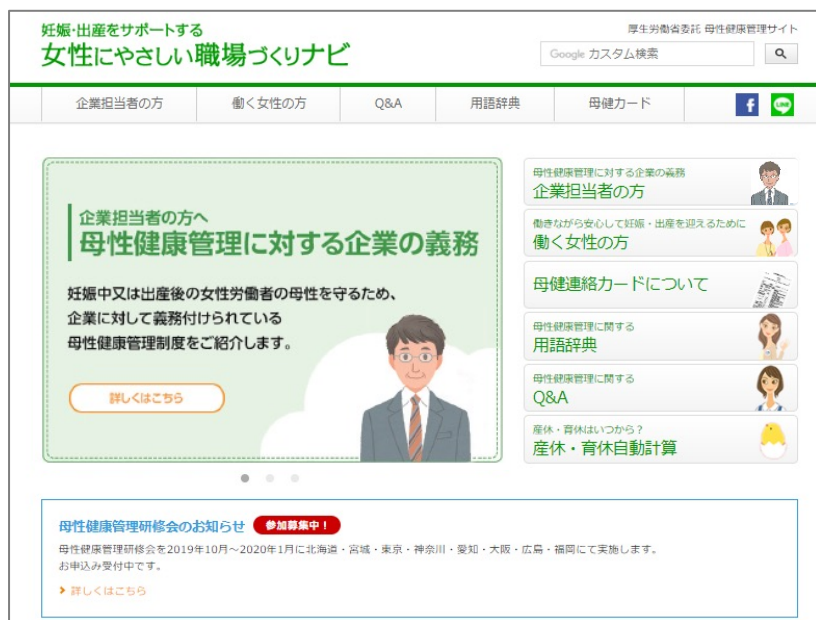 妊娠・出産をサポートする
女性にやさしい職場づくりナビ
厚生労働省委託 母性健康管理サイト
Google カスタム検索
企業担当者の方
働く女性の方
Q&A
用語辞典
母健カード
f
LINE
企業担当者の方へ
母性健康管理に対する企業の義務
妊娠中又は出産後の女性労働者の母性を守るため、
企業に対して義務付けられている
母性健康管理制度をご紹介します。
詳しくはこちら
母性健康管理に対する企業の義務
企業担当者の方
働きながら安心して妊娠・出産を迎えるために
働く女性の方
母健連絡カードについて
母性健康管理に関する
用語辞典
母性健康管理に関する
Q&A
産休・育休はいつから？
産休・育休自動計算
母性健康管理研修会のお知らせ 参加募集中！
母性健康管理研修会を2019年10月～2020年1月に北海道・宮城・東京・神奈川・愛知・大阪・広島・福岡にて実施します。
お申込み受付中です。
詳しくはこちら